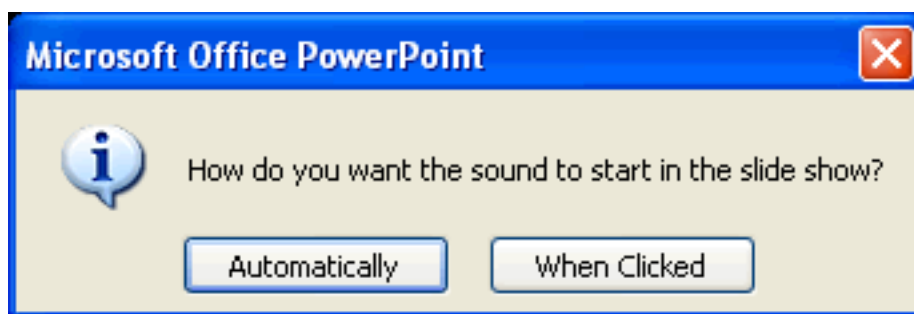 Microsoft Office PowerPoint
How do you want the sound to start in the slide show?
Automatically
When Clicked